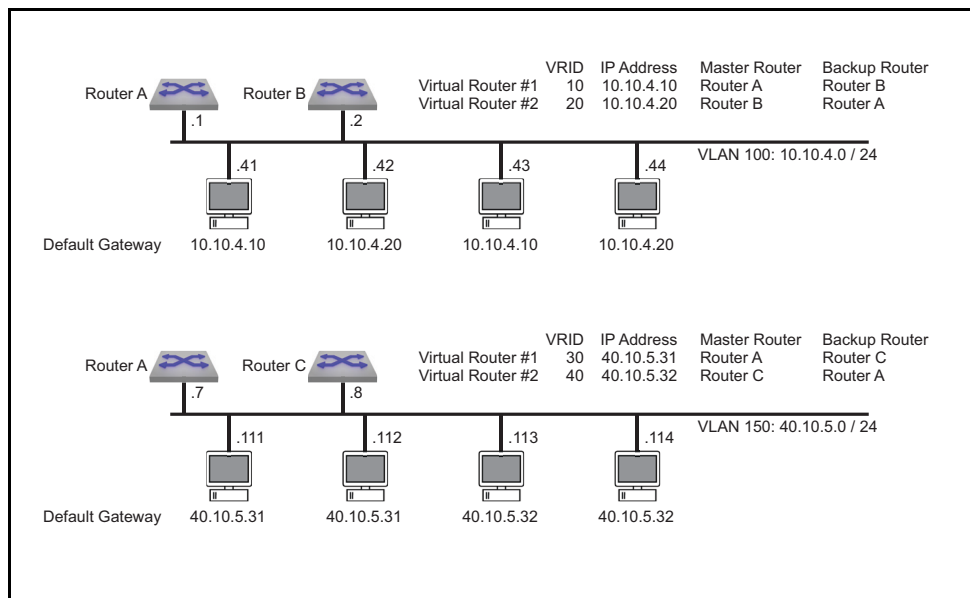 VRID IP Address Master Router Backup Router
Virtual Router #1 10 10.10.4.10 Router A Router B
Virtual Router #2 20 10.10.4.20 Router B Router A
Router A
Router B
.1
.2
VLAN 100: 10.10.4.0 / 24
.41
.42
.43
.44
Default Gateway 10.10.4.10 10.10.4.20 10.10.4.10 10.10.4.20
VRID IP Address Master Router Backup Router
Virtual Router #1 30 40.10.5.31 Router A Router C
Virtual Router #2 40 40.10.5.32 Router C Router A
Router A
Router C
.7
.8
VLAN 150: 40.10.5.0 / 24
.111
.112
.113
.114
Default Gateway 40.10.5.31 40.10.5.31 40.10.5.32 40.10.5.32